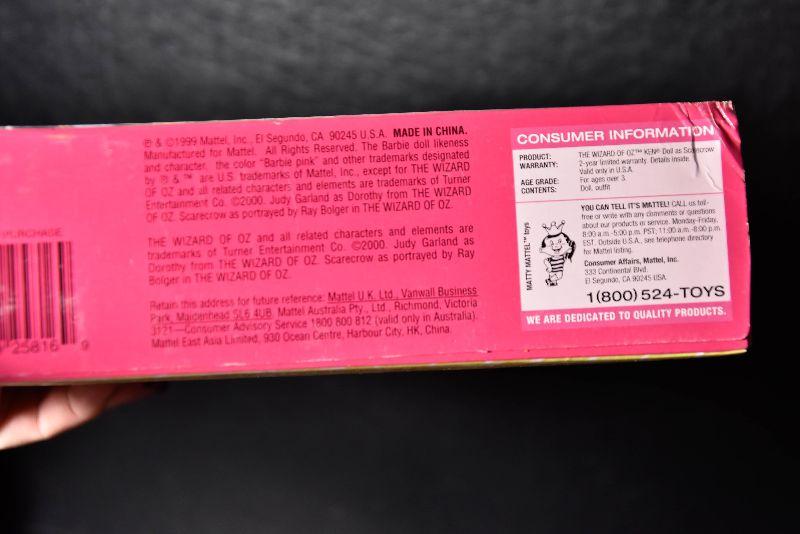 PURCHASE
25816 9
℗ & ©1999 Mattel, Inc., El Segundo, CA 90245 U.S.A. MADE IN CHINA.
Manufactured for Mattel. All Rights Reserved. The Barbie doll likeness
and character, the color "Barbie pink" and other trademarks designated
by ® & ™ are U.S. trademarks of Mattel, Inc., except for THE WIZARD
OF OZ and all related characters and elements are trademarks of Turner
Entertainment Co. ©2000. Judy Garland as Dorothy from THE WIZARD
OF OZ. Scarecrow as portrayed by Ray Bolger in THE WIZARD OF OZ.
THE WIZARD OF OZ and all related characters and elements are
trademarks of Turner Entertainment Co. ©2000. Judy Garland as
Dorothy from THE WIZARD OF OZ. Scarecrow as portrayed by Ray
Bolger in THE WIZARD OF OZ.
Retain this address for future reference: Mattel U.K. Ltd., Vanwall Business
Park, Maidenhead SL6 4UB. Mattel Australia Pty., Ltd., Richmond, Victoria
3121—Consumer Advisory Service 1800 800 812 (valid only in Australia).
Mattel East Asia Limited, 930 Ocean Centre, Harbour City, HK, China.
CONSUMER INFORMATION
PRODUCT: THE WIZARD OF OZ™ KEN® Doll as Scarecrow
WARRANTY: 2-year limited warranty. Details inside.
Valid only in U.S.A.
AGE GRADE: For ages over 3.
CONTENTS: Doll, outfit
MATTY MATTEL™ toys
YOU CAN TELL IT'S MATTEL! CALL us toll-
free or write with any comments or questions
about our products or service. Monday-Friday,
8:00 a.m.-5:00 p.m. PST; 11:00 a.m.-8:00 p.m.
EST. Outside U.S.A., see telephone directory
for Mattel listing.
Consumer Affairs, Mattel, Inc.
333 Continental Blvd.
El Segundo, CA 90245 USA.
1(800) 524-TOYS
WE ARE DEDICATED TO QUALITY PRODUCTS.